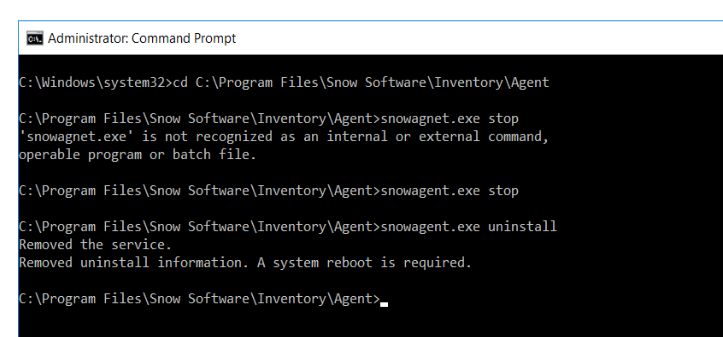 Administrator: Command Prompt
C:\Windows\system32>cd C:\Program Files\Snow Software\Inventory\Agent
C:\Program Files\Snow Software\Inventory\Agent>snowagnet.exe stop
'snowagnet.exe' is not recognized as an internal or external command,
operable program or batch file.
C:\Program Files\Snow Software\Inventory\Agent>snowagent.exe stop
C:\Program Files\Snow Software\Inventory\Agent>snowagent.exe uninstall
Removed the service.
Removed uninstall information. A system reboot is required.
C:\Program Files\Snow Software\Inventory\Agent>